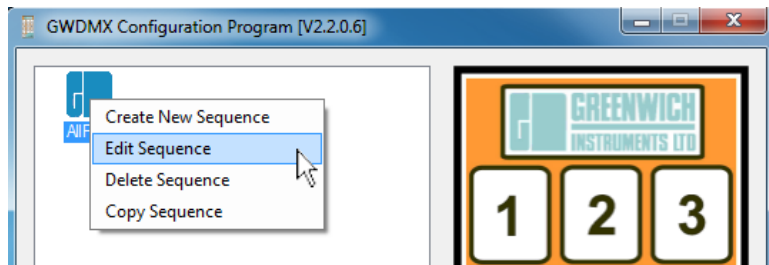 GWDMX Configuration Program [V2.2.0.6]
Create New Sequence
Edit Sequence
Delete Sequence
Copy Sequence
GREENWICH
INSTRUMENTS LTD
1 2 3